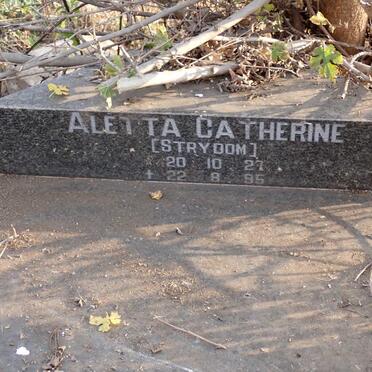 ALETTA CATHERINE
[STRYDOM]
20 10 27
+ 22 8 95